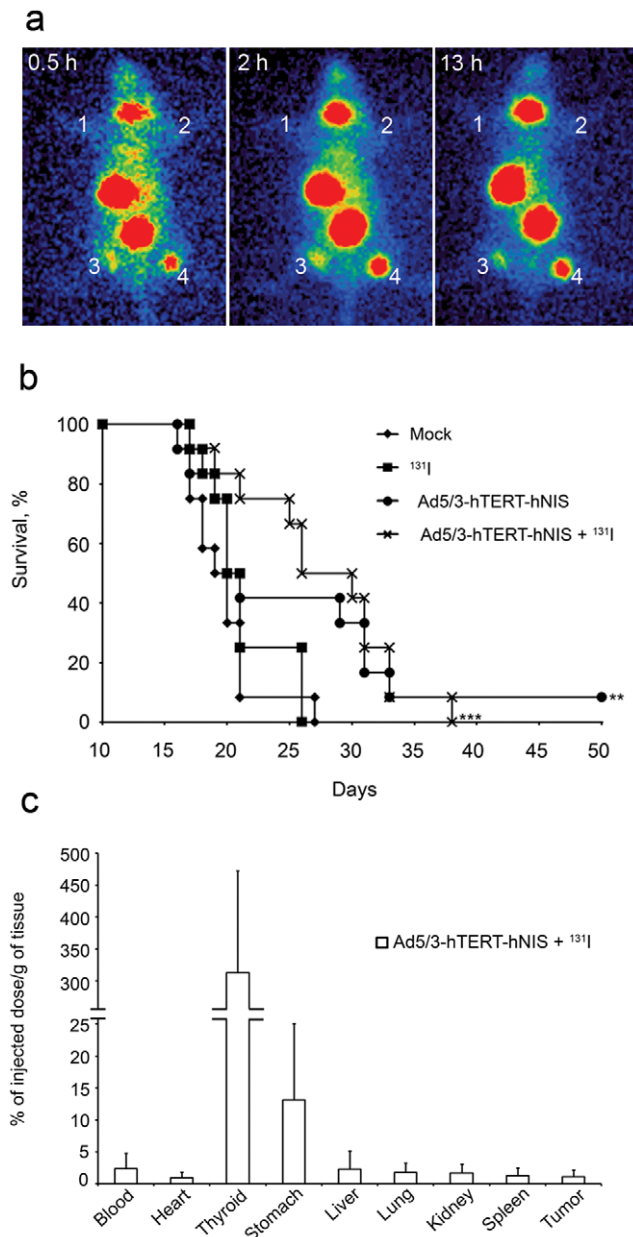 a
0.5 h
2 h
13 h
1 2
1 2
1 2
3 4
3 4
3 4
b
Survival, %
100
80
60
40
20
0
10 15 20 25 30 35 40 45 50
Days
Mock
¹³¹I
Ad5/3-hTERT-hNIS
Ad5/3-hTERT-hNIS + ¹³¹I
**
***
c
% of injected dose/g of tissue
500
450
400
350
300
25
20
15
10
5
0
Ad5/3-hTERT-hNIS + ¹³¹I
Blood Heart Thyroid Stomach Liver Lung Kidney Spleen Tumor